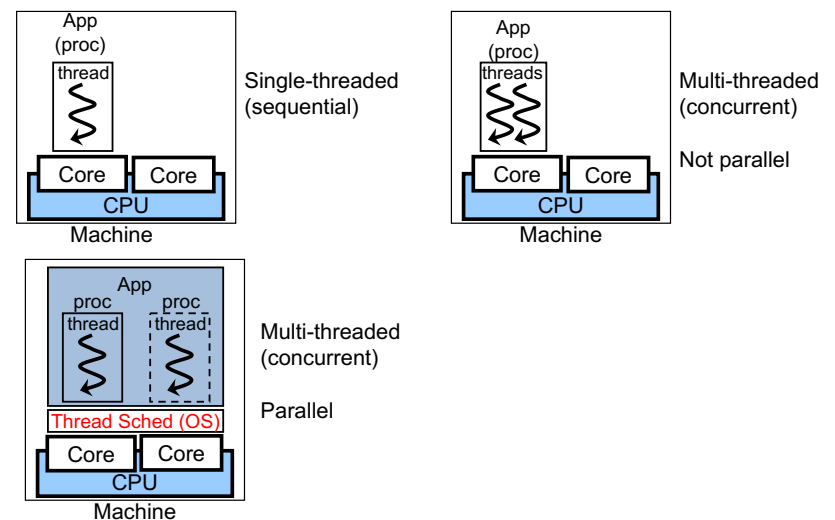 App
(proc)
thread
Core
Core
CPU
Machine
Single-threaded
(sequential)
App
(proc)
threads
Core
Core
CPU
Machine
Multi-threaded
(concurrent)
Not parallel
App
proc
proc
thread
thread
Thread Sched (OS)
Core
Core
CPU
Machine
Multi-threaded
(concurrent)
Parallel